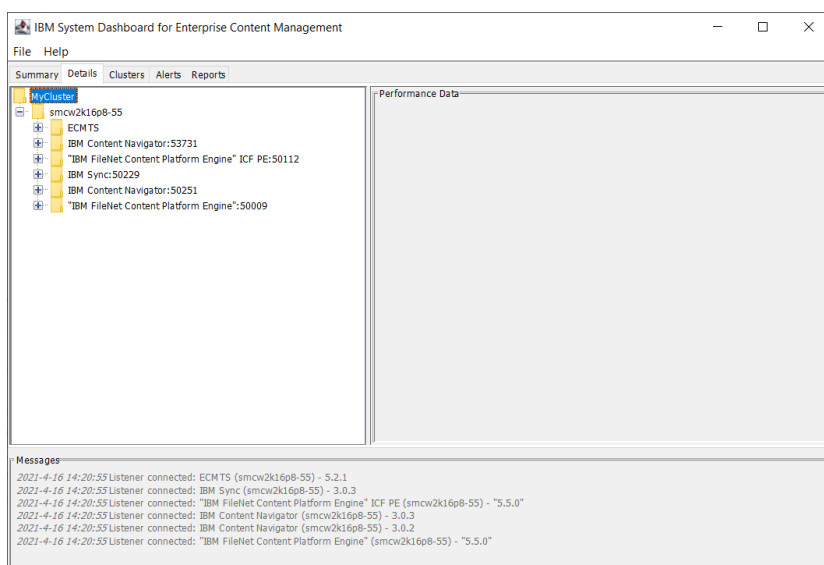 IBM System Dashboard for Enterprise Content Management
File Help
Summary Details Clusters Alerts Reports
MyCluster
smcw2k16p8-55
ECMTS
IBM Content Navigator:53731
"IBM FileNet Content Platform Engine" ICF PE:50112
IBM Sync:50229
IBM Content Navigator:50251
"IBM FileNet Content Platform Engine":50009
Performance Data
Messages
2021-4-16 14:20:55 Listener connected: ECMTS (smcw2k16p8-55) - 5.2.1
2021-4-16 14:20:55 Listener connected: IBM Sync (smcw2k16p8-55) - 3.0.3
2021-4-16 14:20:55 Listener connected: "IBM FileNet Content Platform Engine" ICF PE (smcw2k16p8-55) - "5.5.0"
2021-4-16 14:20:55 Listener connected: IBM Content Navigator (smcw2k16p8-55) - 3.0.3
2021-4-16 14:20:55 Listener connected: IBM Content Navigator (smcw2k16p8-55) - 3.0.2
2021-4-16 14:20:55 Listener connected: "IBM FileNet Content Platform Engine" (smcw2k16p8-55) - "5.5.0"